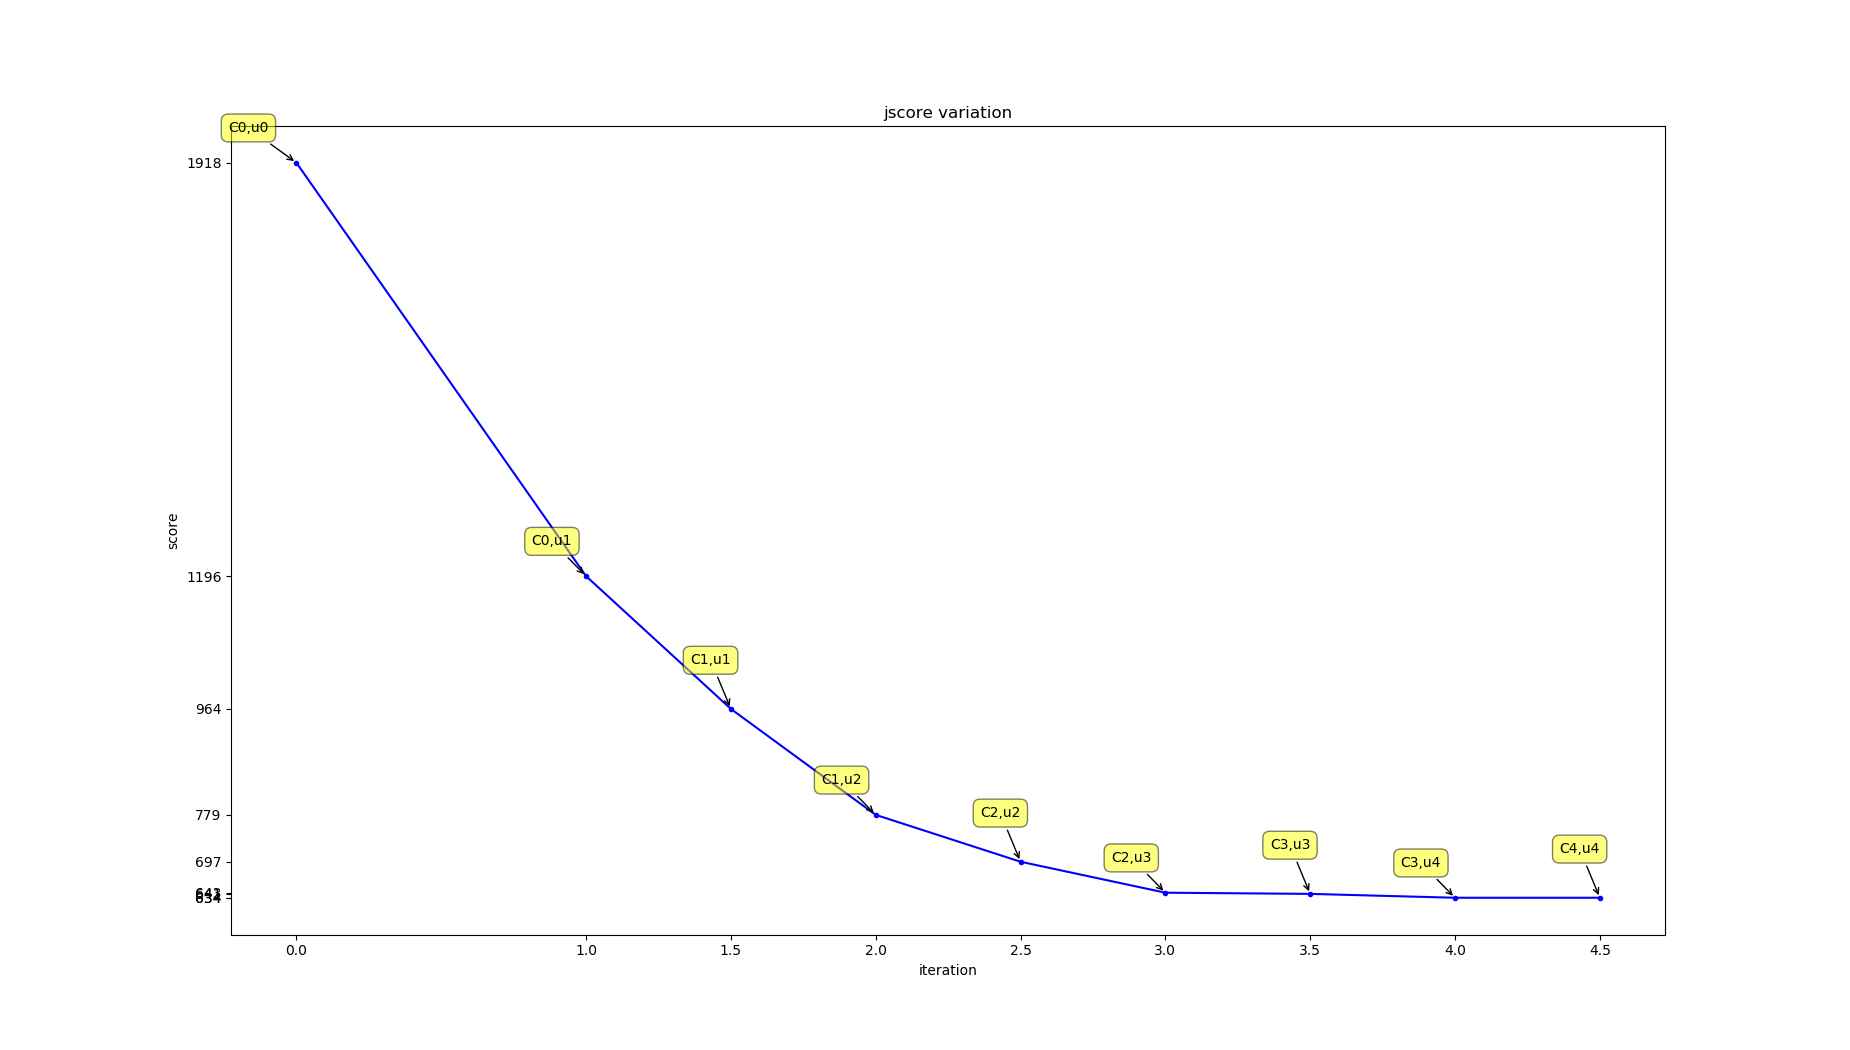 jscore variation
C0,u0
1918
score
C0,u1
1196
C1,u1
964
C1,u2
779
C2,u2
697
C2,u3
C3,u3
C3,u4
C4,u4
634
0.0 1.0 1.5 2.0 2.5 3.0 3.5 4.0 4.5
iteration